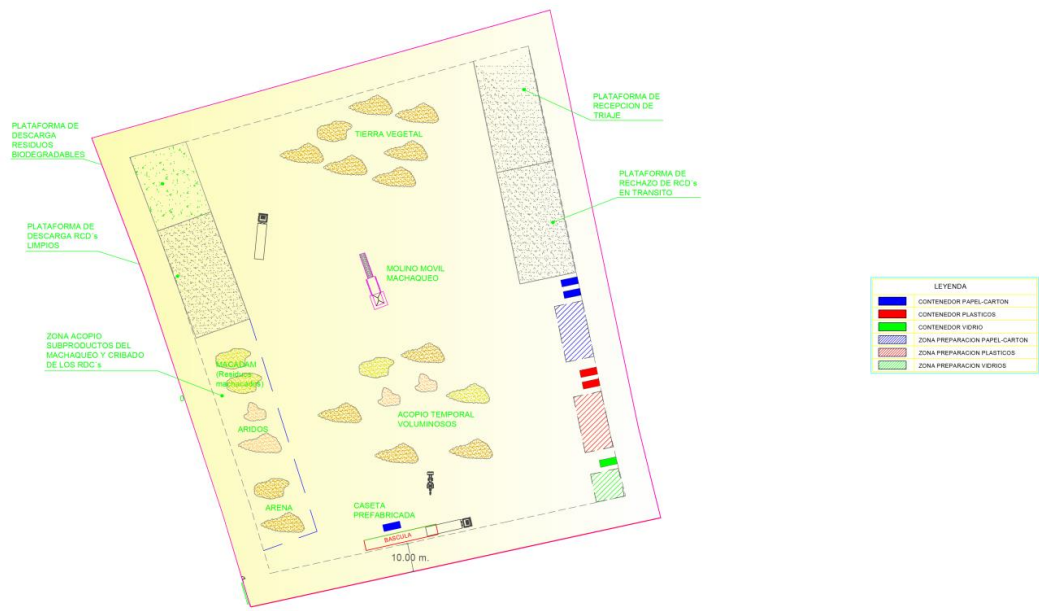 PLATAFORMA DE
RECEPCION DE
TRIAJE
PLATAFORMA DE
DESCARGA
RESIDUOS
BIODEGRADABLES
TIERRA VEGETAL
PLATAFORMA DE
RECHAZO DE RCD´s
EN TRANSITO
PLATAFORMA DE
DESCARGA RCD´s
LIMPIOS
MOLINO MOVIL
MACHAQUEO
LEYENDA
CONTENEDOR PAPEL-CARTON
CONTENEDOR PLASTICOS
CONTENEDOR VIDRIO
ZONA PREPARACION PAPEL-CARTON
ZONA PREPARACION PLASTICOS
ZONA PREPARACION VIDRIOS
ZONA ACOPIO
SUBPRODUCTOS DEL
MACHAQUEO Y CRIBADO
DE LOS RDC´s
MACADAM
(Residuos
machacados)
0
ARIDOS
ACOPIO TEMPORAL
VOLUMINOSOS
ARENA
CASETA
PREFABRICADA
BASCULA
10.00 m.